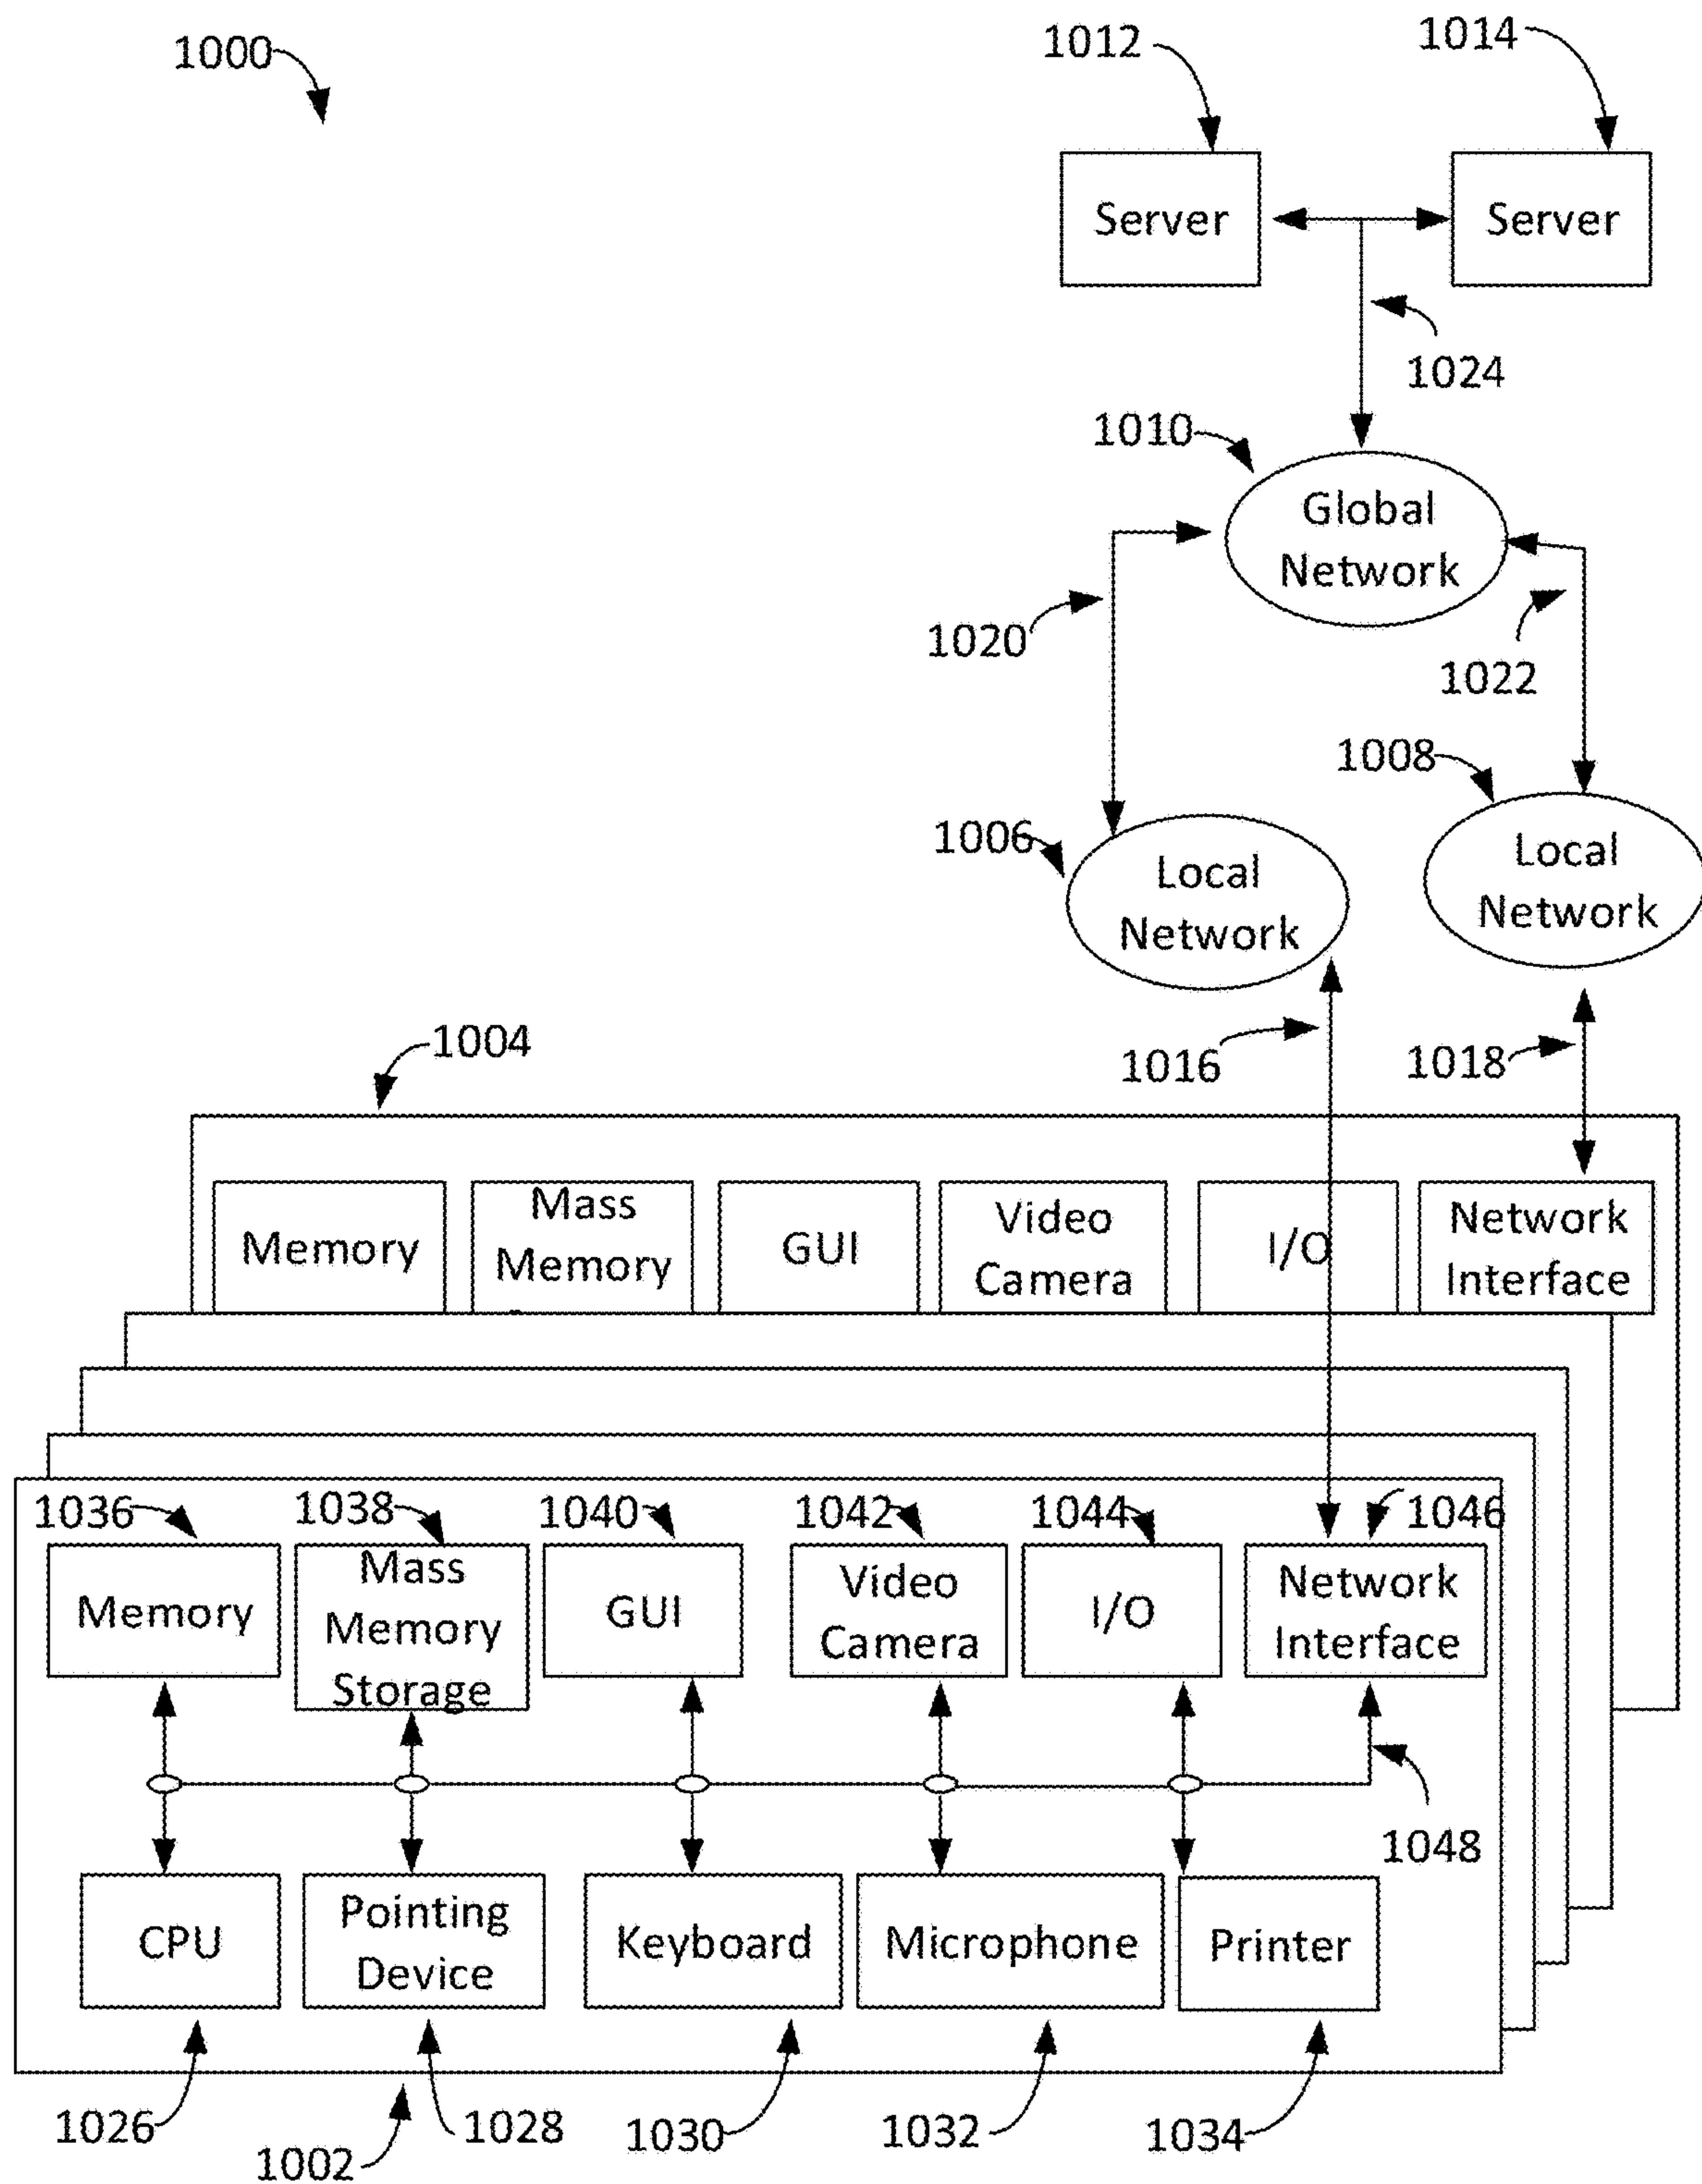 1000
1012
1014
Server
Server
1024
1010
Global
Network
1020
1022
1008
1006
Local
Network
Local
Network
1004
1016
1018
Memory
Mass
Memory
GUI
Video
Camera
I/O
Network
Interface
1036
1038
1040
1042
1044
1046
Memory
Mass
Memory
Storage
GUI
Video
Camera
I/O
Network
Interface
1048
CPU
Pointing
Device
Keyboard
Microphone
Printer
1026
1002
1028
1030
1032
1034